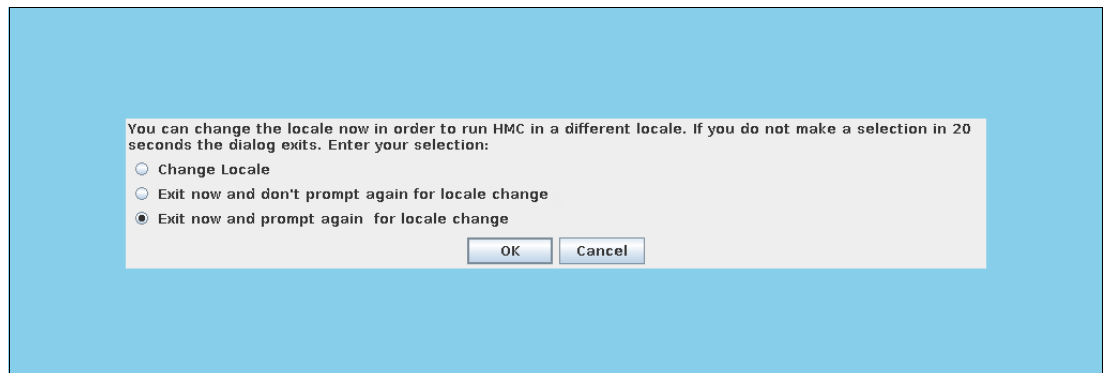 You can change the locale now in order to run HMC in a different locale. If you do not make a selection in 20
seconds the dialog exits. Enter your selection:
Change Locale
Exit now and don't prompt again for locale change
Exit now and prompt again  for locale change
OK Cancel